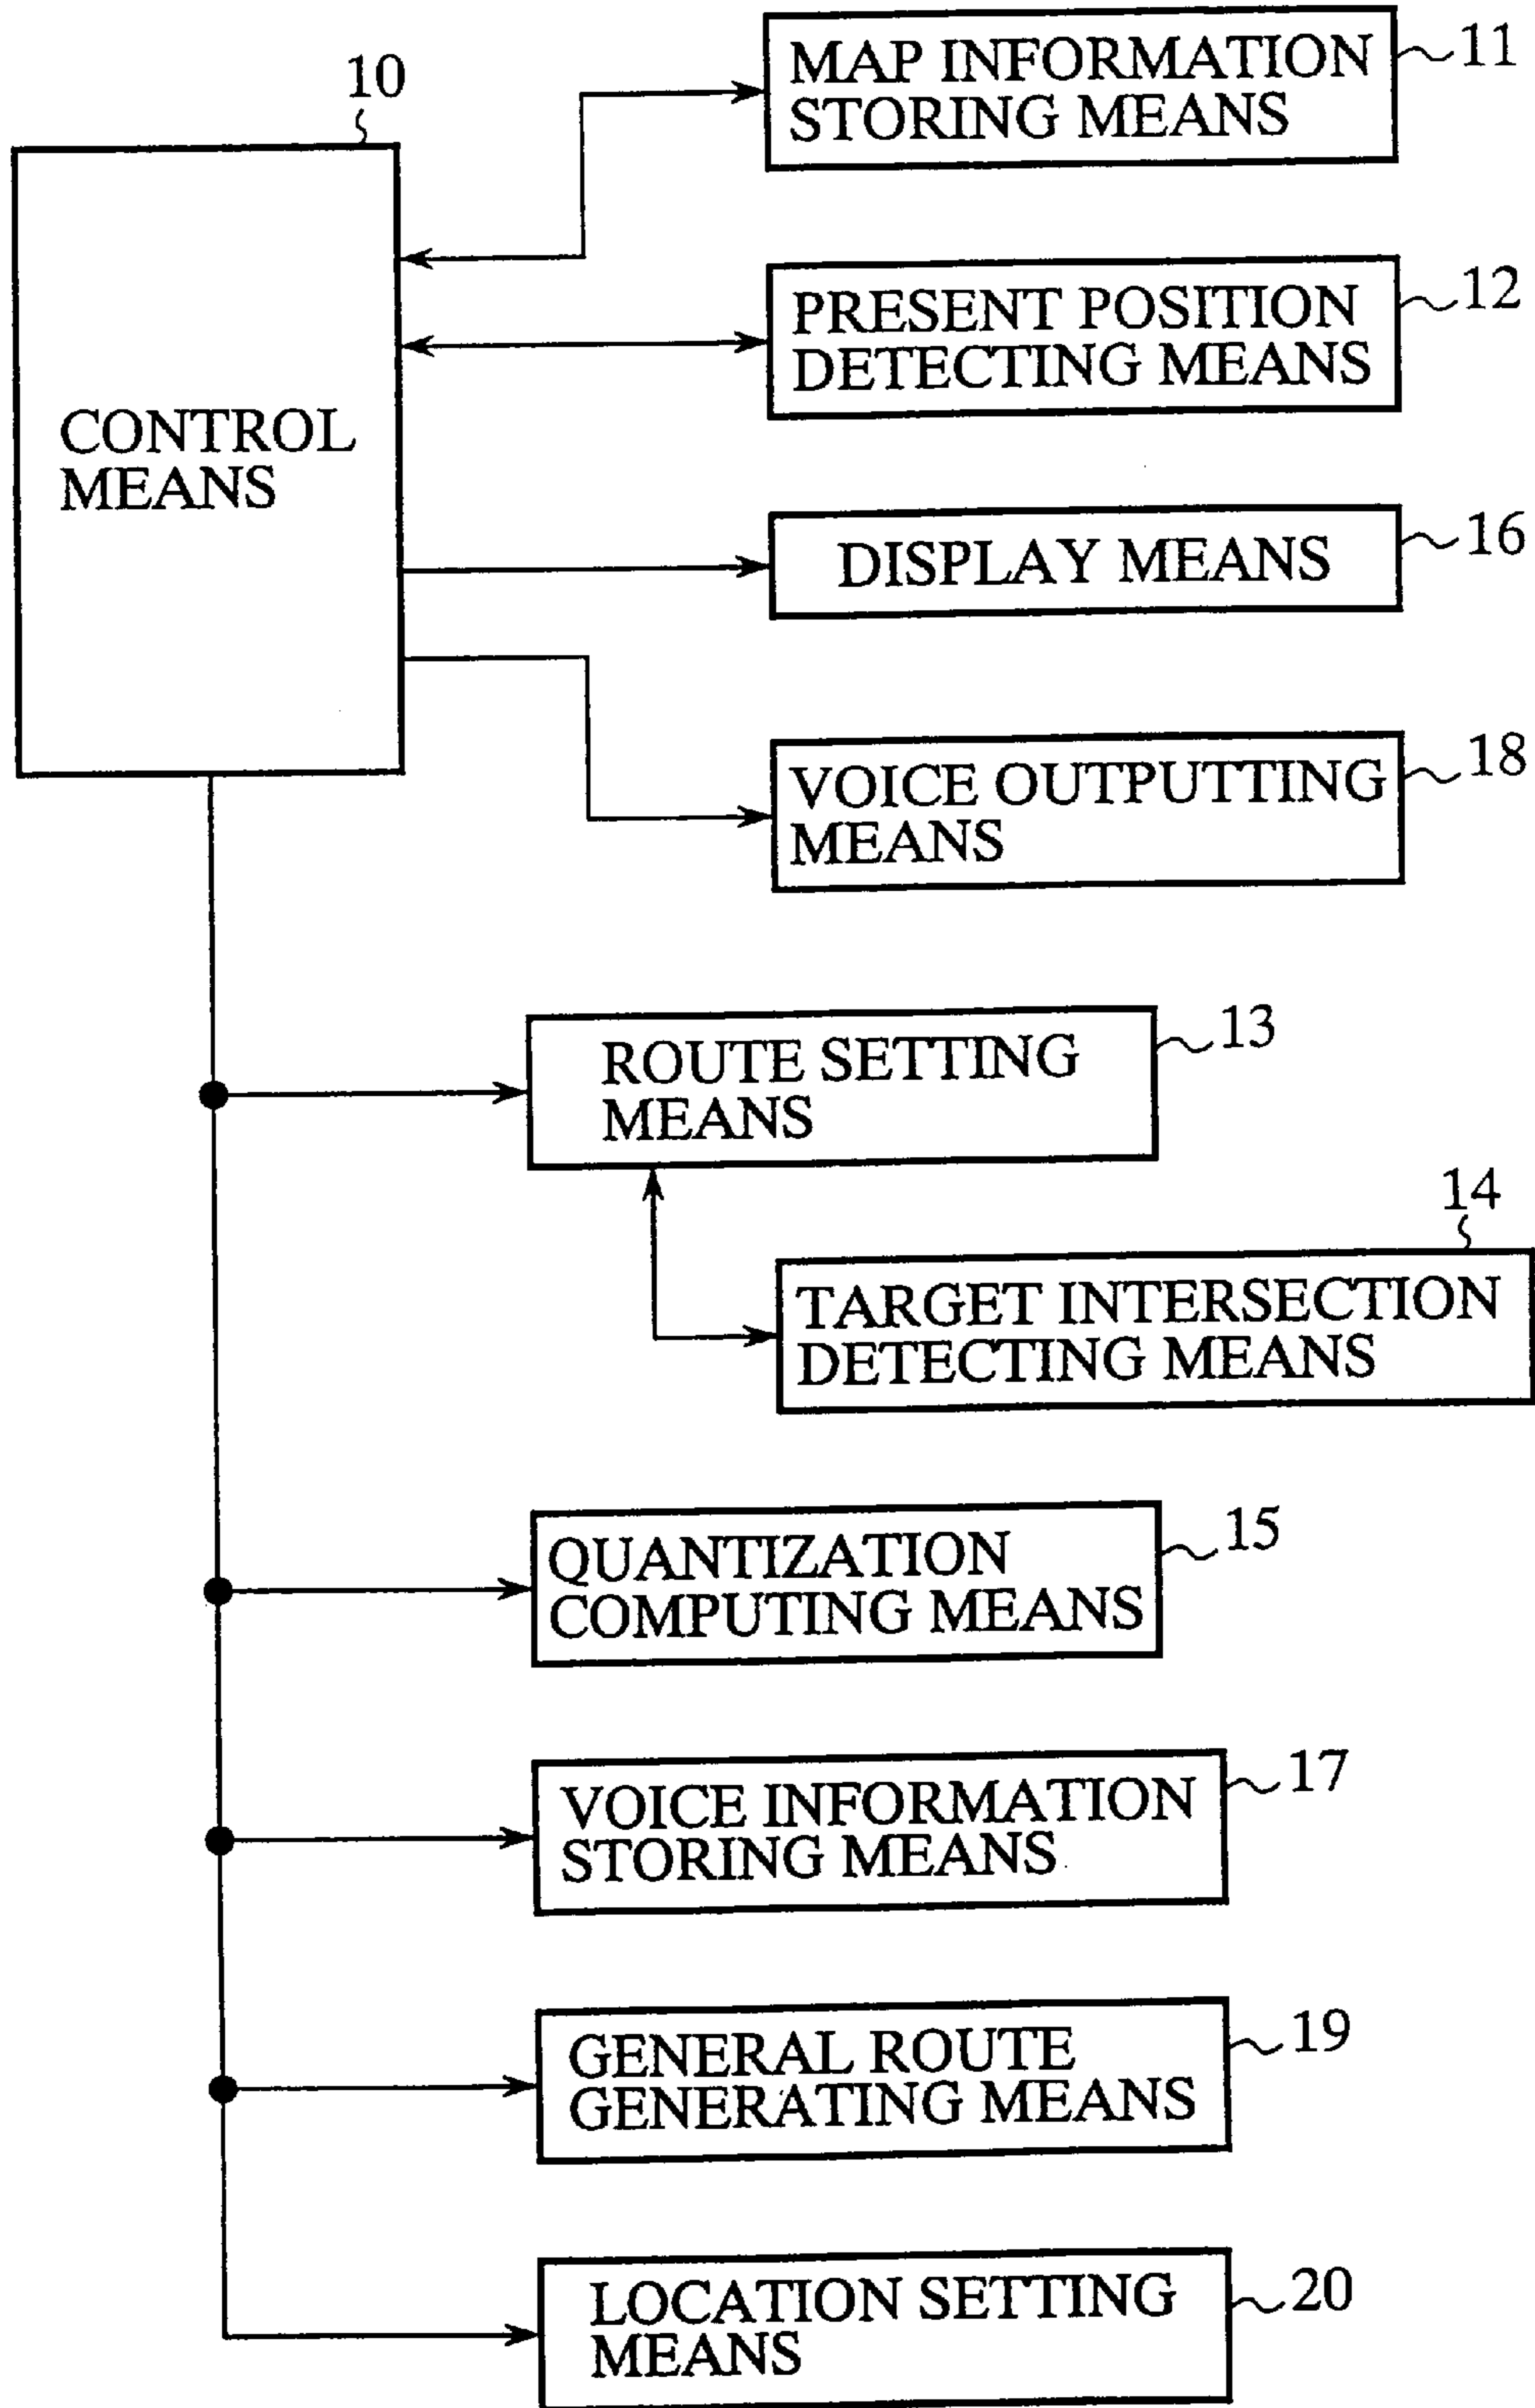 10
CONTROL
MEANS
MAP INFORMATION
STORING MEANS
11
PRESENT POSITION
DETECTING MEANS
12
DISPLAY MEANS
16
VOICE OUTPUTTING
MEANS
18
ROUTE SETTING
MEANS
13
14
TARGET INTERSECTION
DETECTING MEANS
QUANTIZATION
COMPUTING MEANS
15
VOICE INFORMATION
STORING MEANS
17
GENERAL ROUTE
GENERATING MEANS
19
LOCATION SETTING
MEANS
20